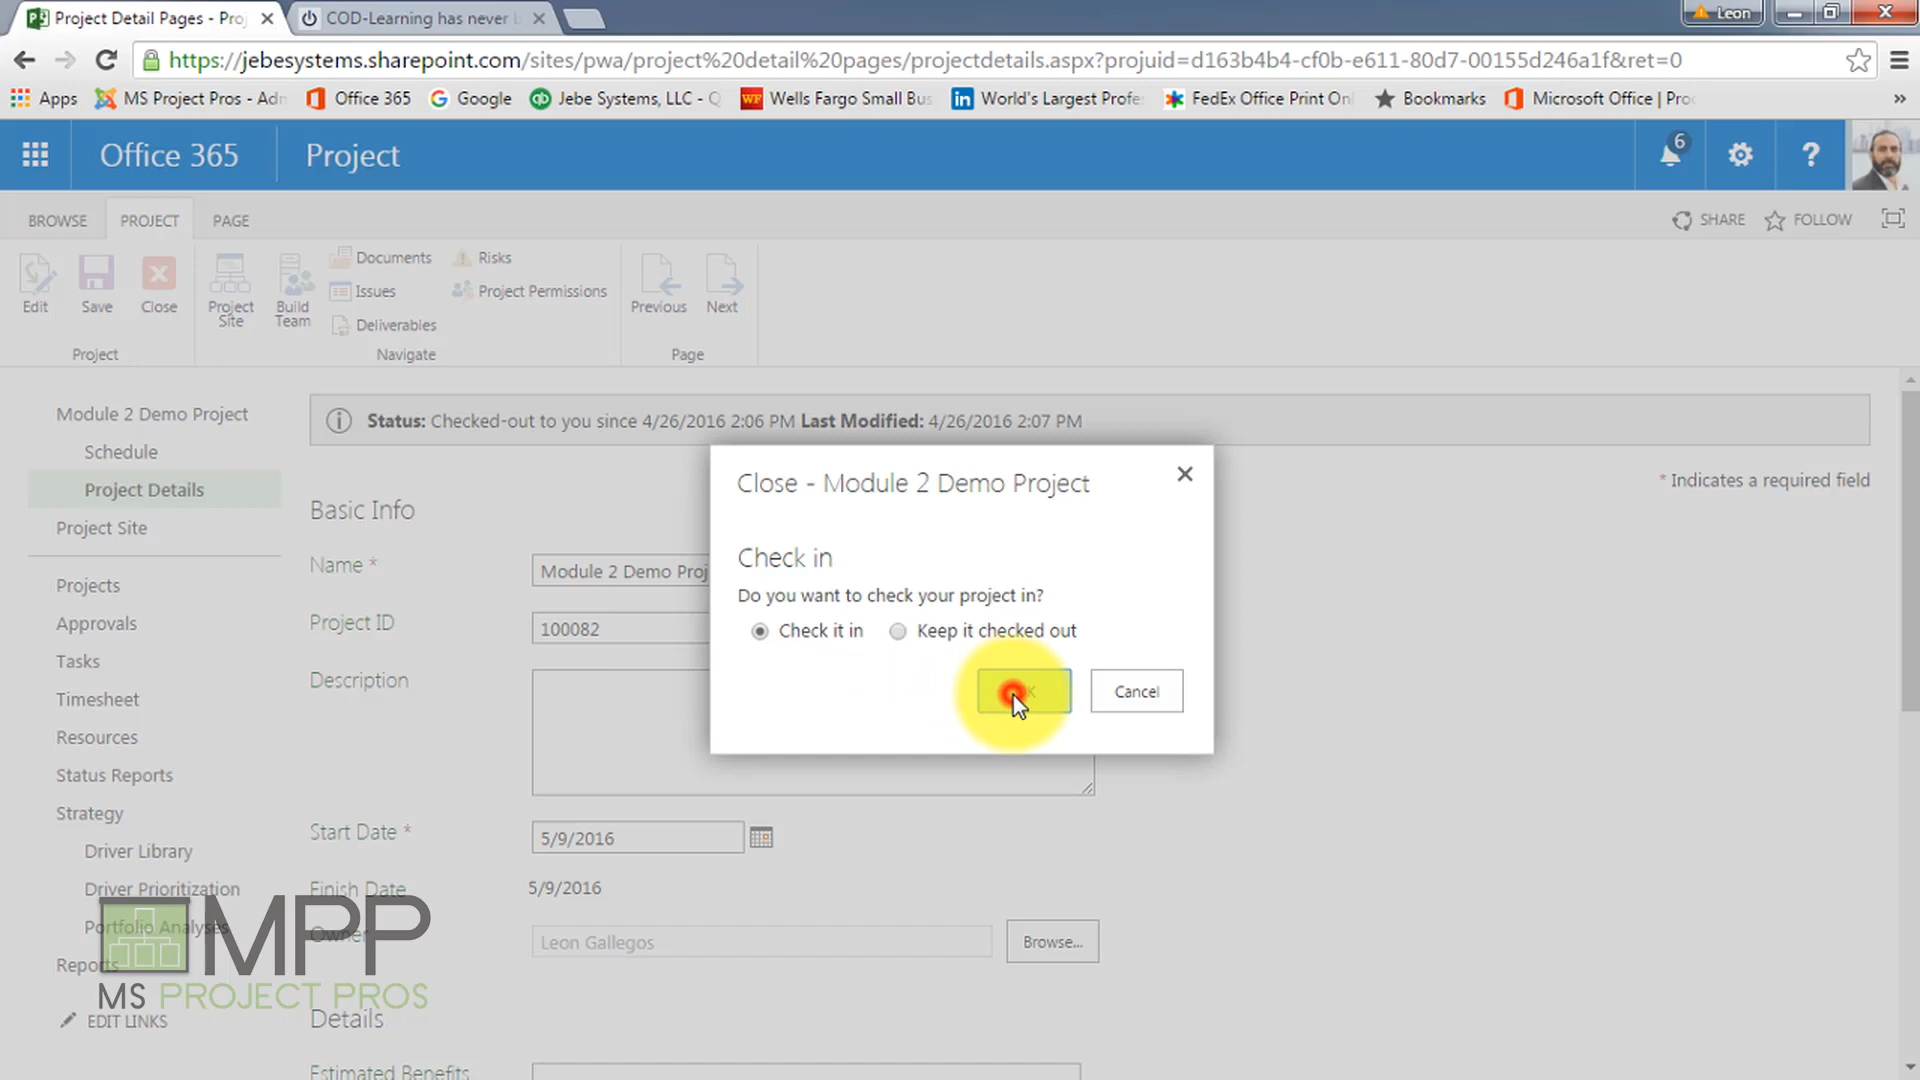 Project Detail Pages - Proj
COD-Learning has never b
Leon
https://jebesystems.sharepoint.com/sites/pwa/project%20detail%20pages/projectdetails.aspx?projuid=d163b4b4-cf0b-e611-80d7-00155d246a1f&ret=0
Apps
MS Project Pros - Adm
Office 365
Google
Jebe Systems, LLC - Q
Wells Fargo Small Bus
World's Largest Profe
FedEx Office Print Onl
Bookmarks
Microsoft Office | Proc
»
Office 365
Project
6
?
BROWSE
PROJECT
PAGE
SHARE
FOLLOW
Edit
Save
Close
Project
Site
Build
Team
Documents
Issues
Deliverables
Risks
Project Permissions
Previous
Next
Project
Navigate
Page
Module 2 Demo Project
Schedule
Project Details
Project Site
Projects
Approvals
Tasks
Timesheet
Resources
Status Reports
Strategy
Driver Library
Driver Prioritization
Portfolio Analyses
Reports
EDIT LINKS
Status: Checked-out to you since 4/26/2016 2:06 PM Last Modified: 4/26/2016 2:07 PM
* Indicates a required field
Basic Info
Name *
Module 2 Demo Proj
Project ID
100082
Description
Start Date *
5/9/2016
Finish Date
5/9/2016
Owner
Leon Gallegos
Browse...
Details
Estimated Benefits
Close - Module 2 Demo Project
Check in
Do you want to check your project in?
Check it in
Keep it checked out
Cancel
MPP
MS PROJECT PROS